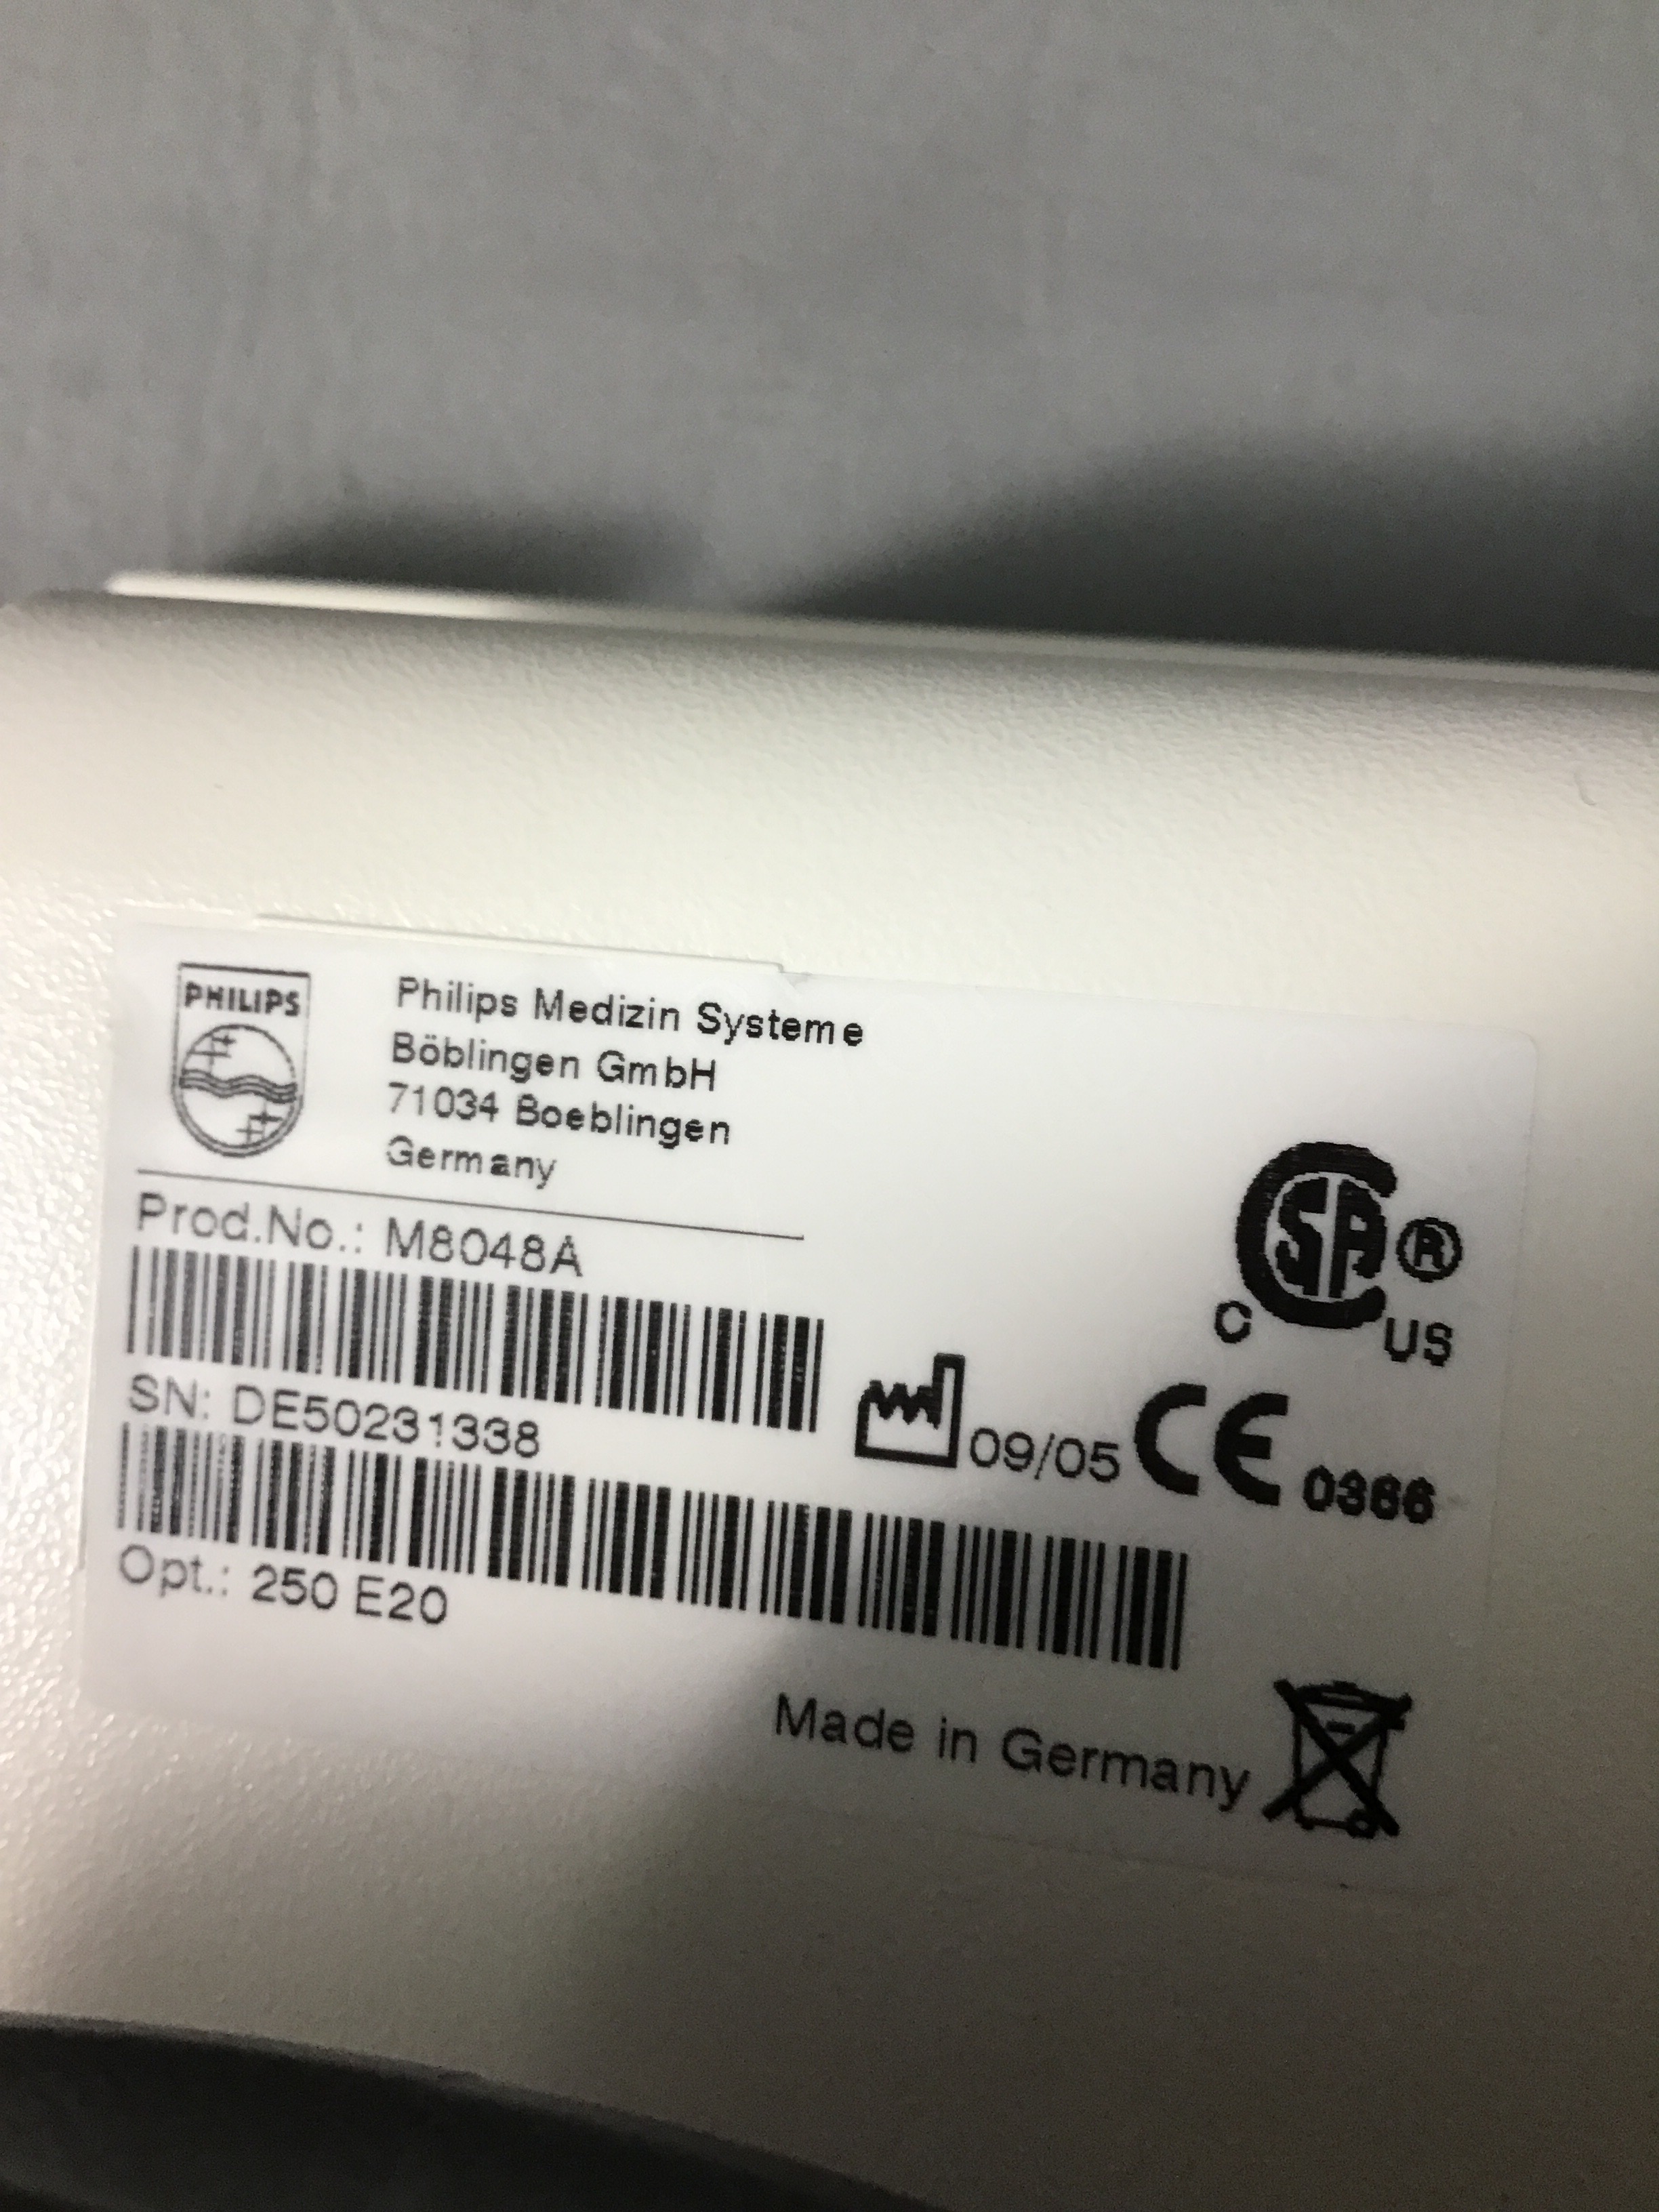 PHILIPS
Philips Medizin Systeme
Böblingen GmbH
71034 Boeblingen
Germany
Prod.No.: M8048A
SN: DE50231338
Opt.: 250 E20
09/05
CE 0366
CSA ®
C US
Made in Germany